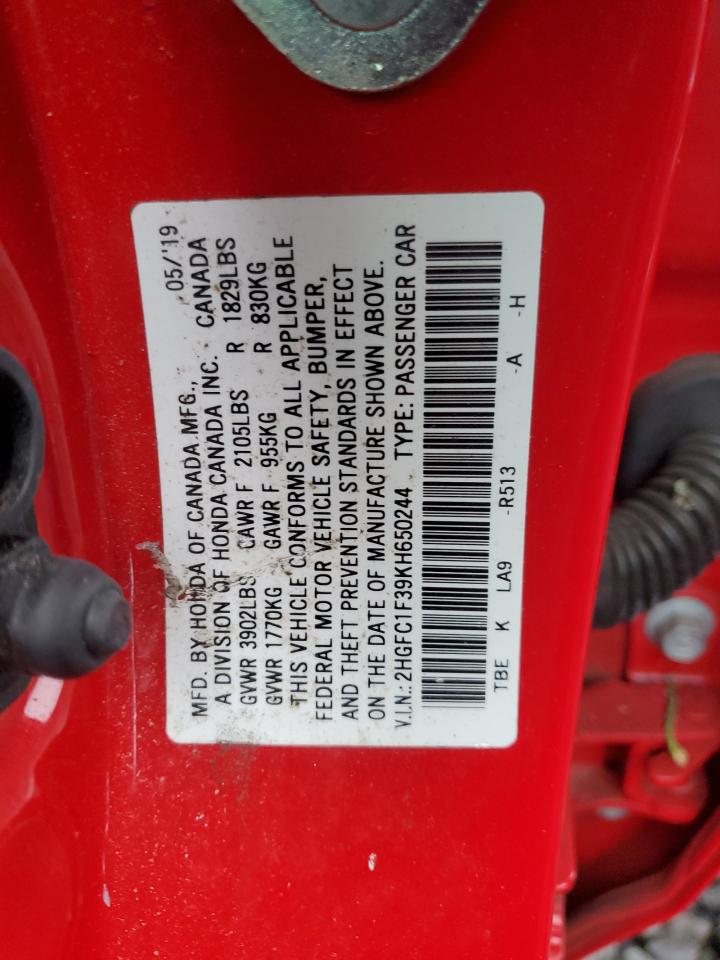 05/'19
MFD. BY HONDA OF CANADA MFG.,
A DIVISION OF HONDA CANADA INC. CANADA
GVWR 3902LBS GAWR F 2105LBS R 1829LBS
GVWR 1770KG GAWR F 955KG R 830KG
THIS VEHICLE CONFORMS TO ALL APPLICABLE
FEDERAL MOTOR VEHICLE SAFETY, BUMPER,
AND THEFT PREVENTION STANDARDS IN EFFECT
ON THE DATE OF MANUFACTURE SHOWN ABOVE.
V.I.N.: 2HGFC1F39KH650244 TYPE: PASSENGER CAR
TBE K LA9 -R513 -A -H